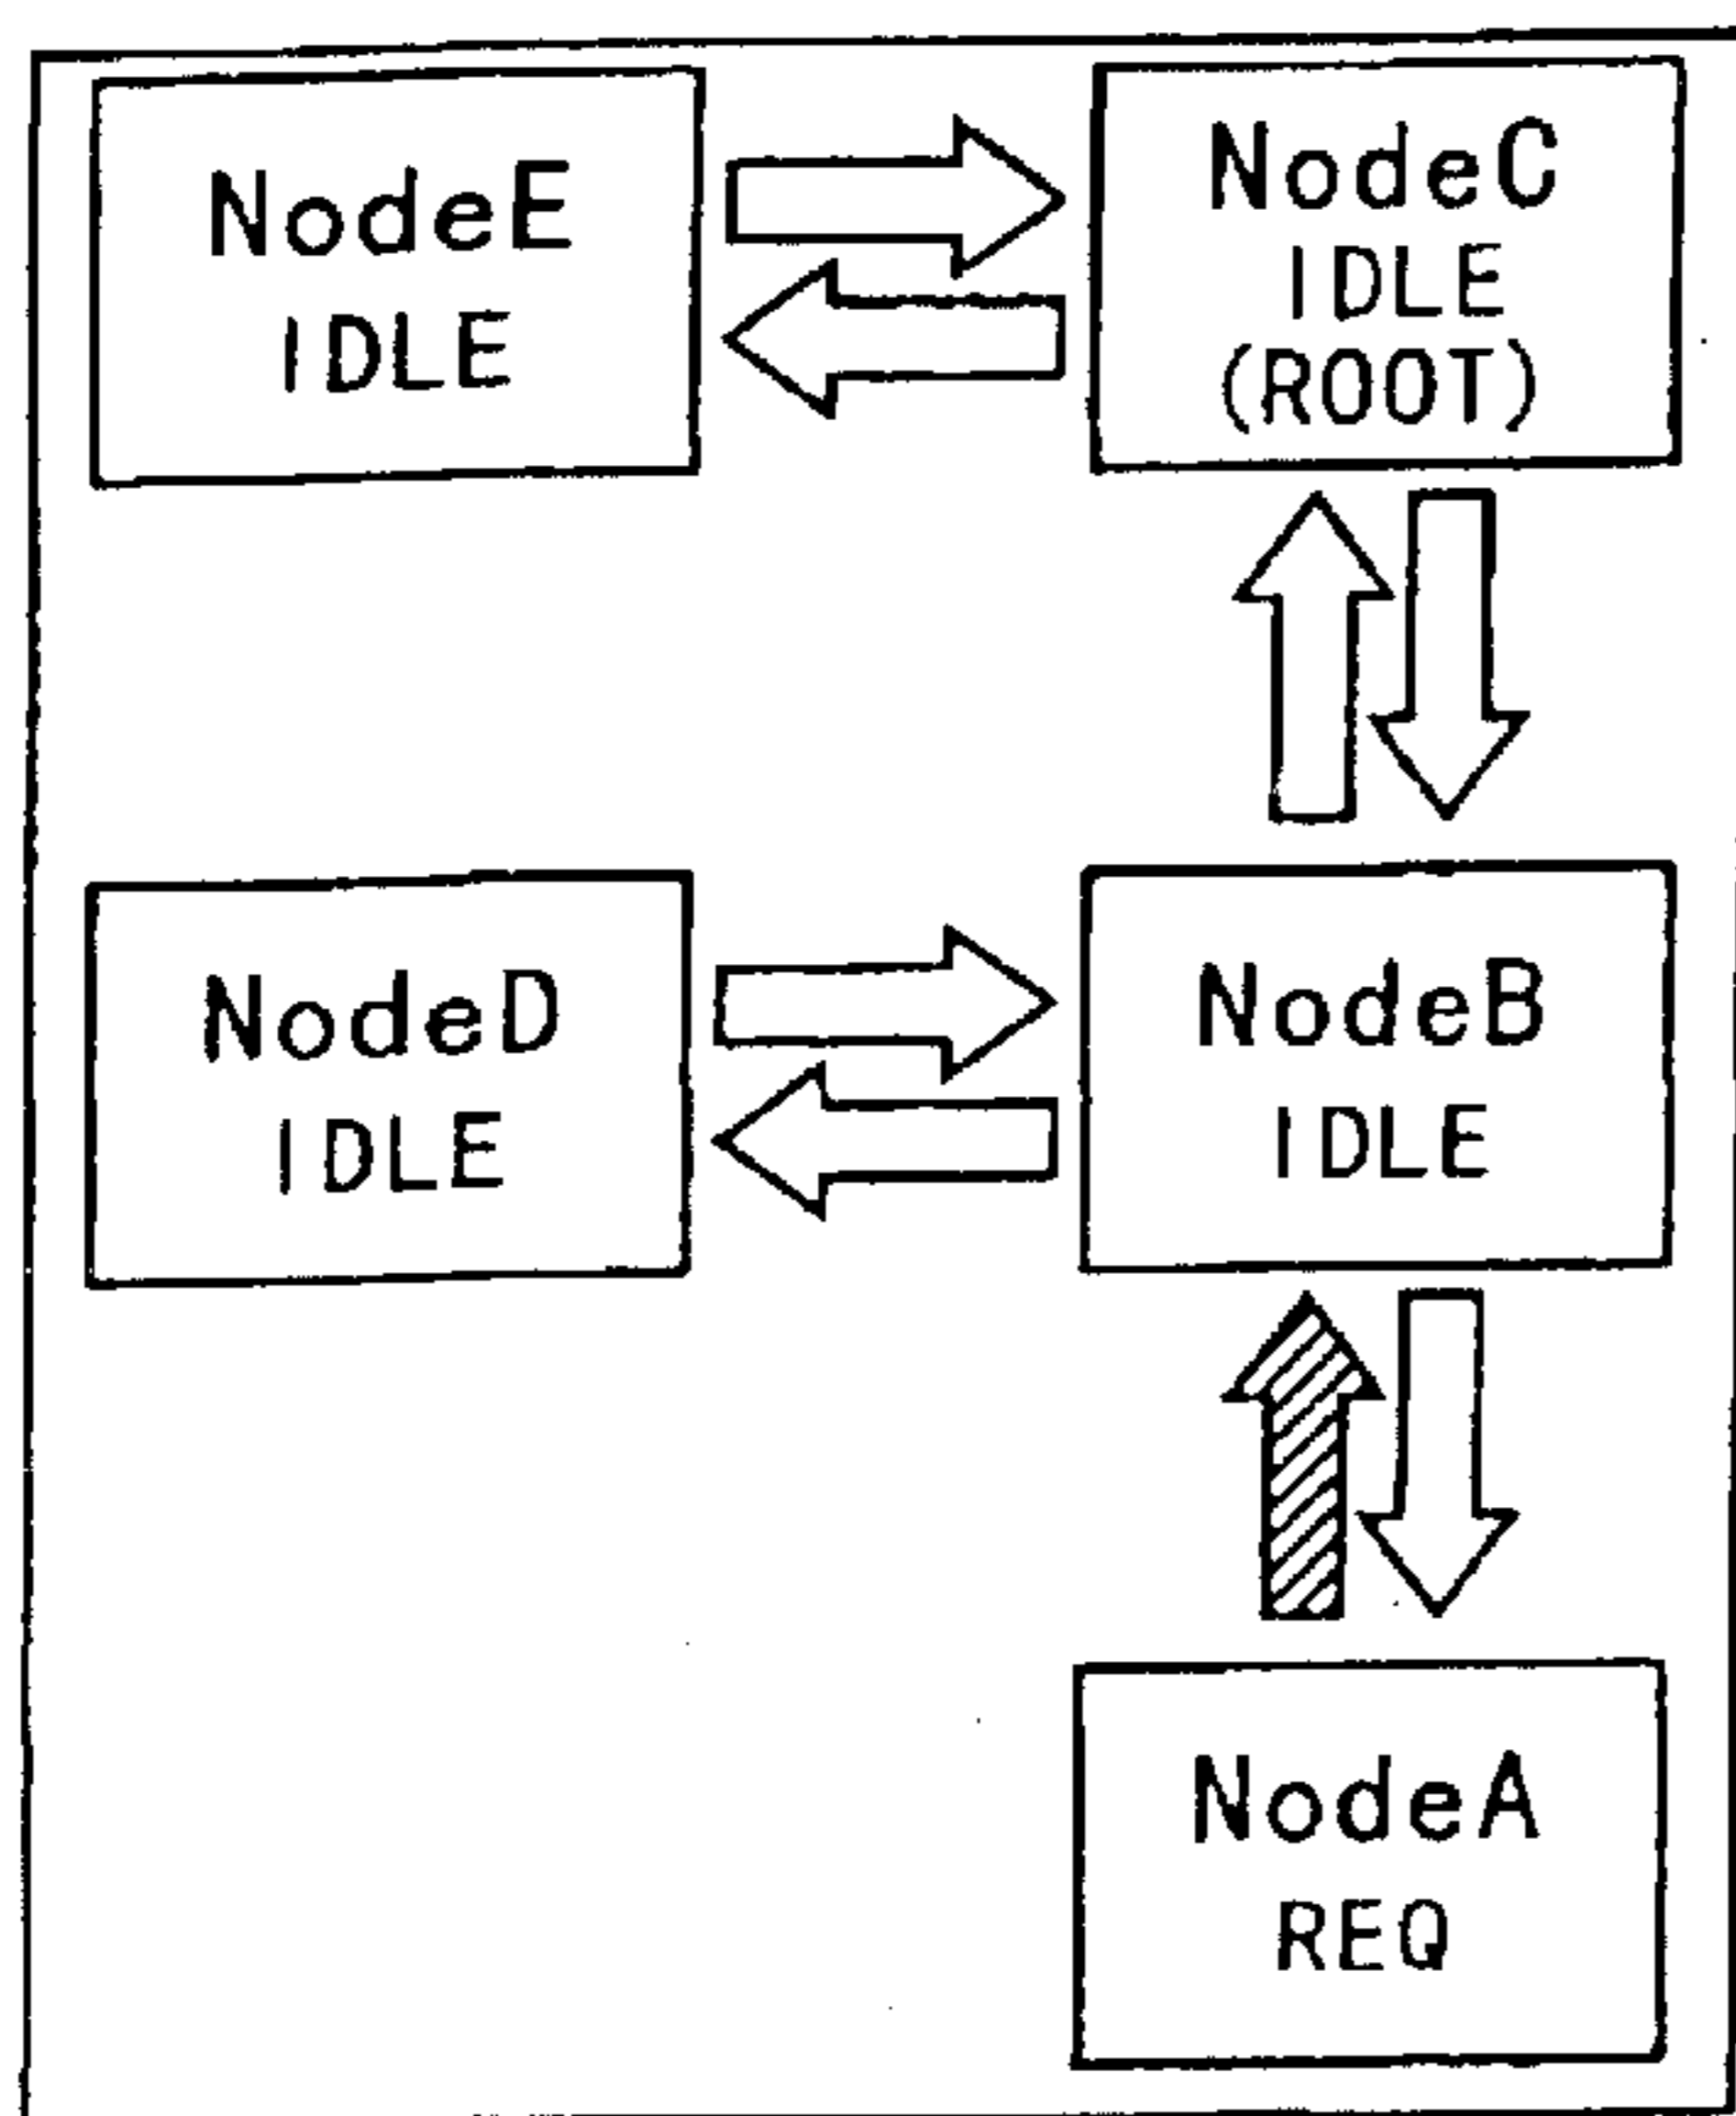 NodeE
IDLE
NodeC
IDLE
(ROOT)
NodeD
IDLE
NodeB
IDLE
NodeA
REQ